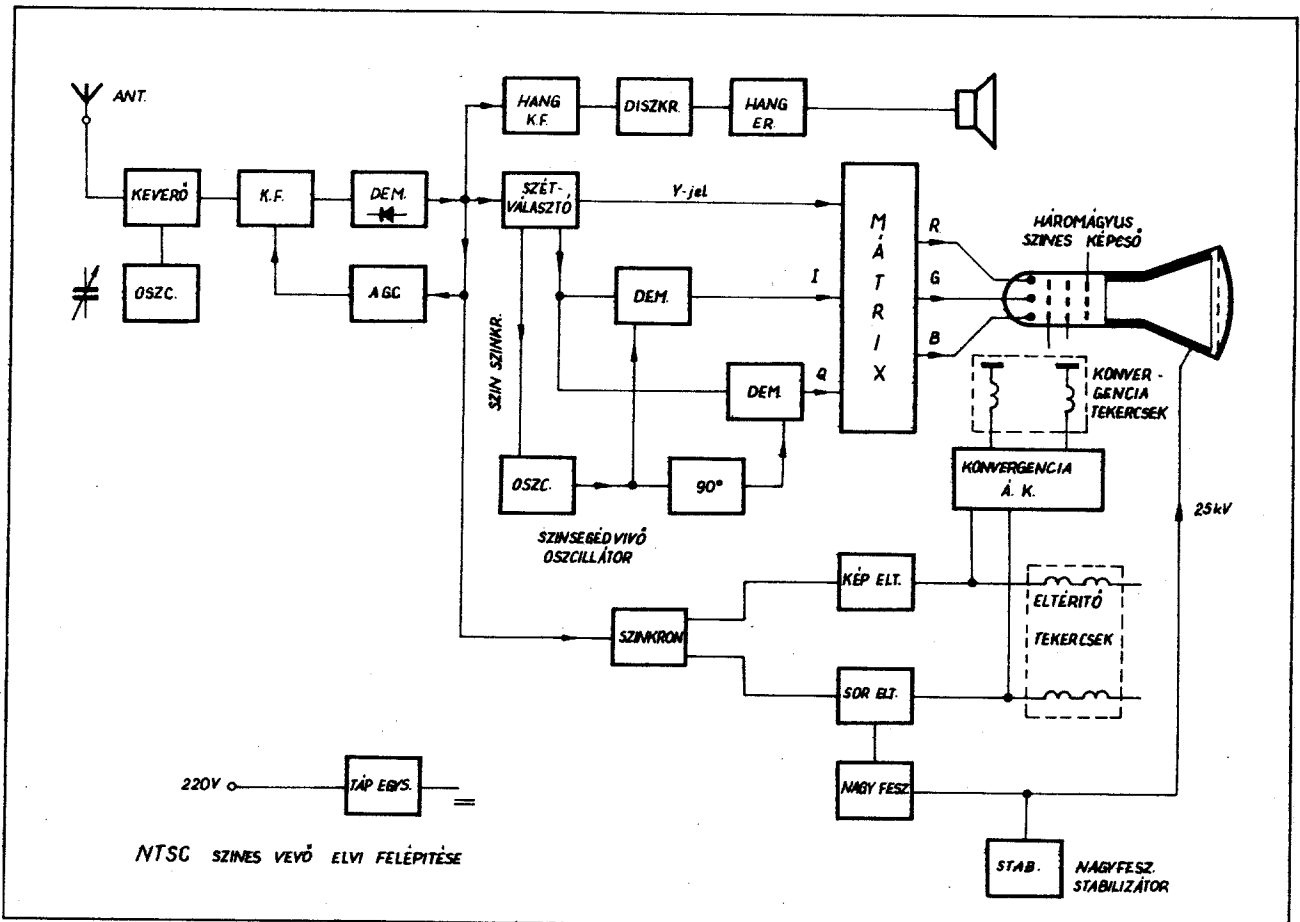 ANT.
HANG
K.F.
DISZKR.
HANG
ER.
KEVERŐ
K.F.
DEM.
SZÉT-
VÁLASZTÓ
Y-jel
OSZC.
AGC
SZIN SZINKR.
DEM.
I
DEM.
Q
MÁTRIX
R
G
B
HÁROMÁGYUS
SZINES KÉPCSŐ
KONVER-
GENCIA
TEKERCSEK
OSZC.
90°
SZINSEGÉDVIVŐ
OSZCILLÁTOR
KONVERGENCIA
Á. K.
25kV
KÉP ELT.
ELTÉRITŐ
TEKERCSEK
SZINKRON
SOR ELT.
220V
TÁP EGYS.
NAGY FESZ.
STAB.
NAGYFESZ.
STABILIZÁTOR
NTSC SZINES VEVŐ ELVI FELÉPITÉSE